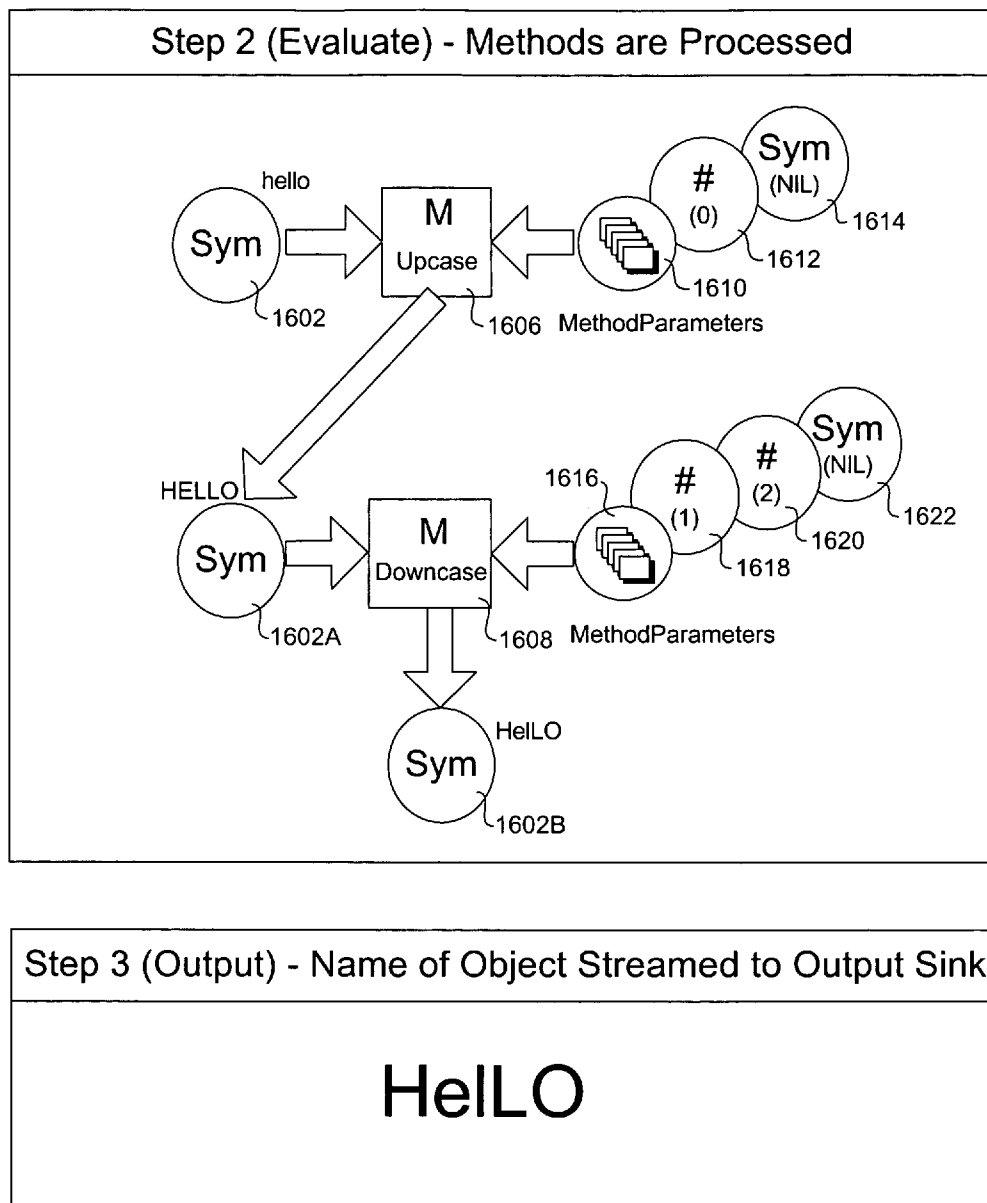 Step 2 (Evaluate) - Methods are Processed
Sym
(NIL)
#
(0)
hello
M
Upcase
Sym
1614
1612
1610
1602
1606
MethodParameters
HELLO
Sym
(NIL)
#
(2)
#
(1)
1616
M
Downcase
Sym
1622
1620
1618
1602A
1608
MethodParameters
HelLO
Sym
1602B
Step 3 (Output) - Name of Object Streamed to Output Sink
HelLO